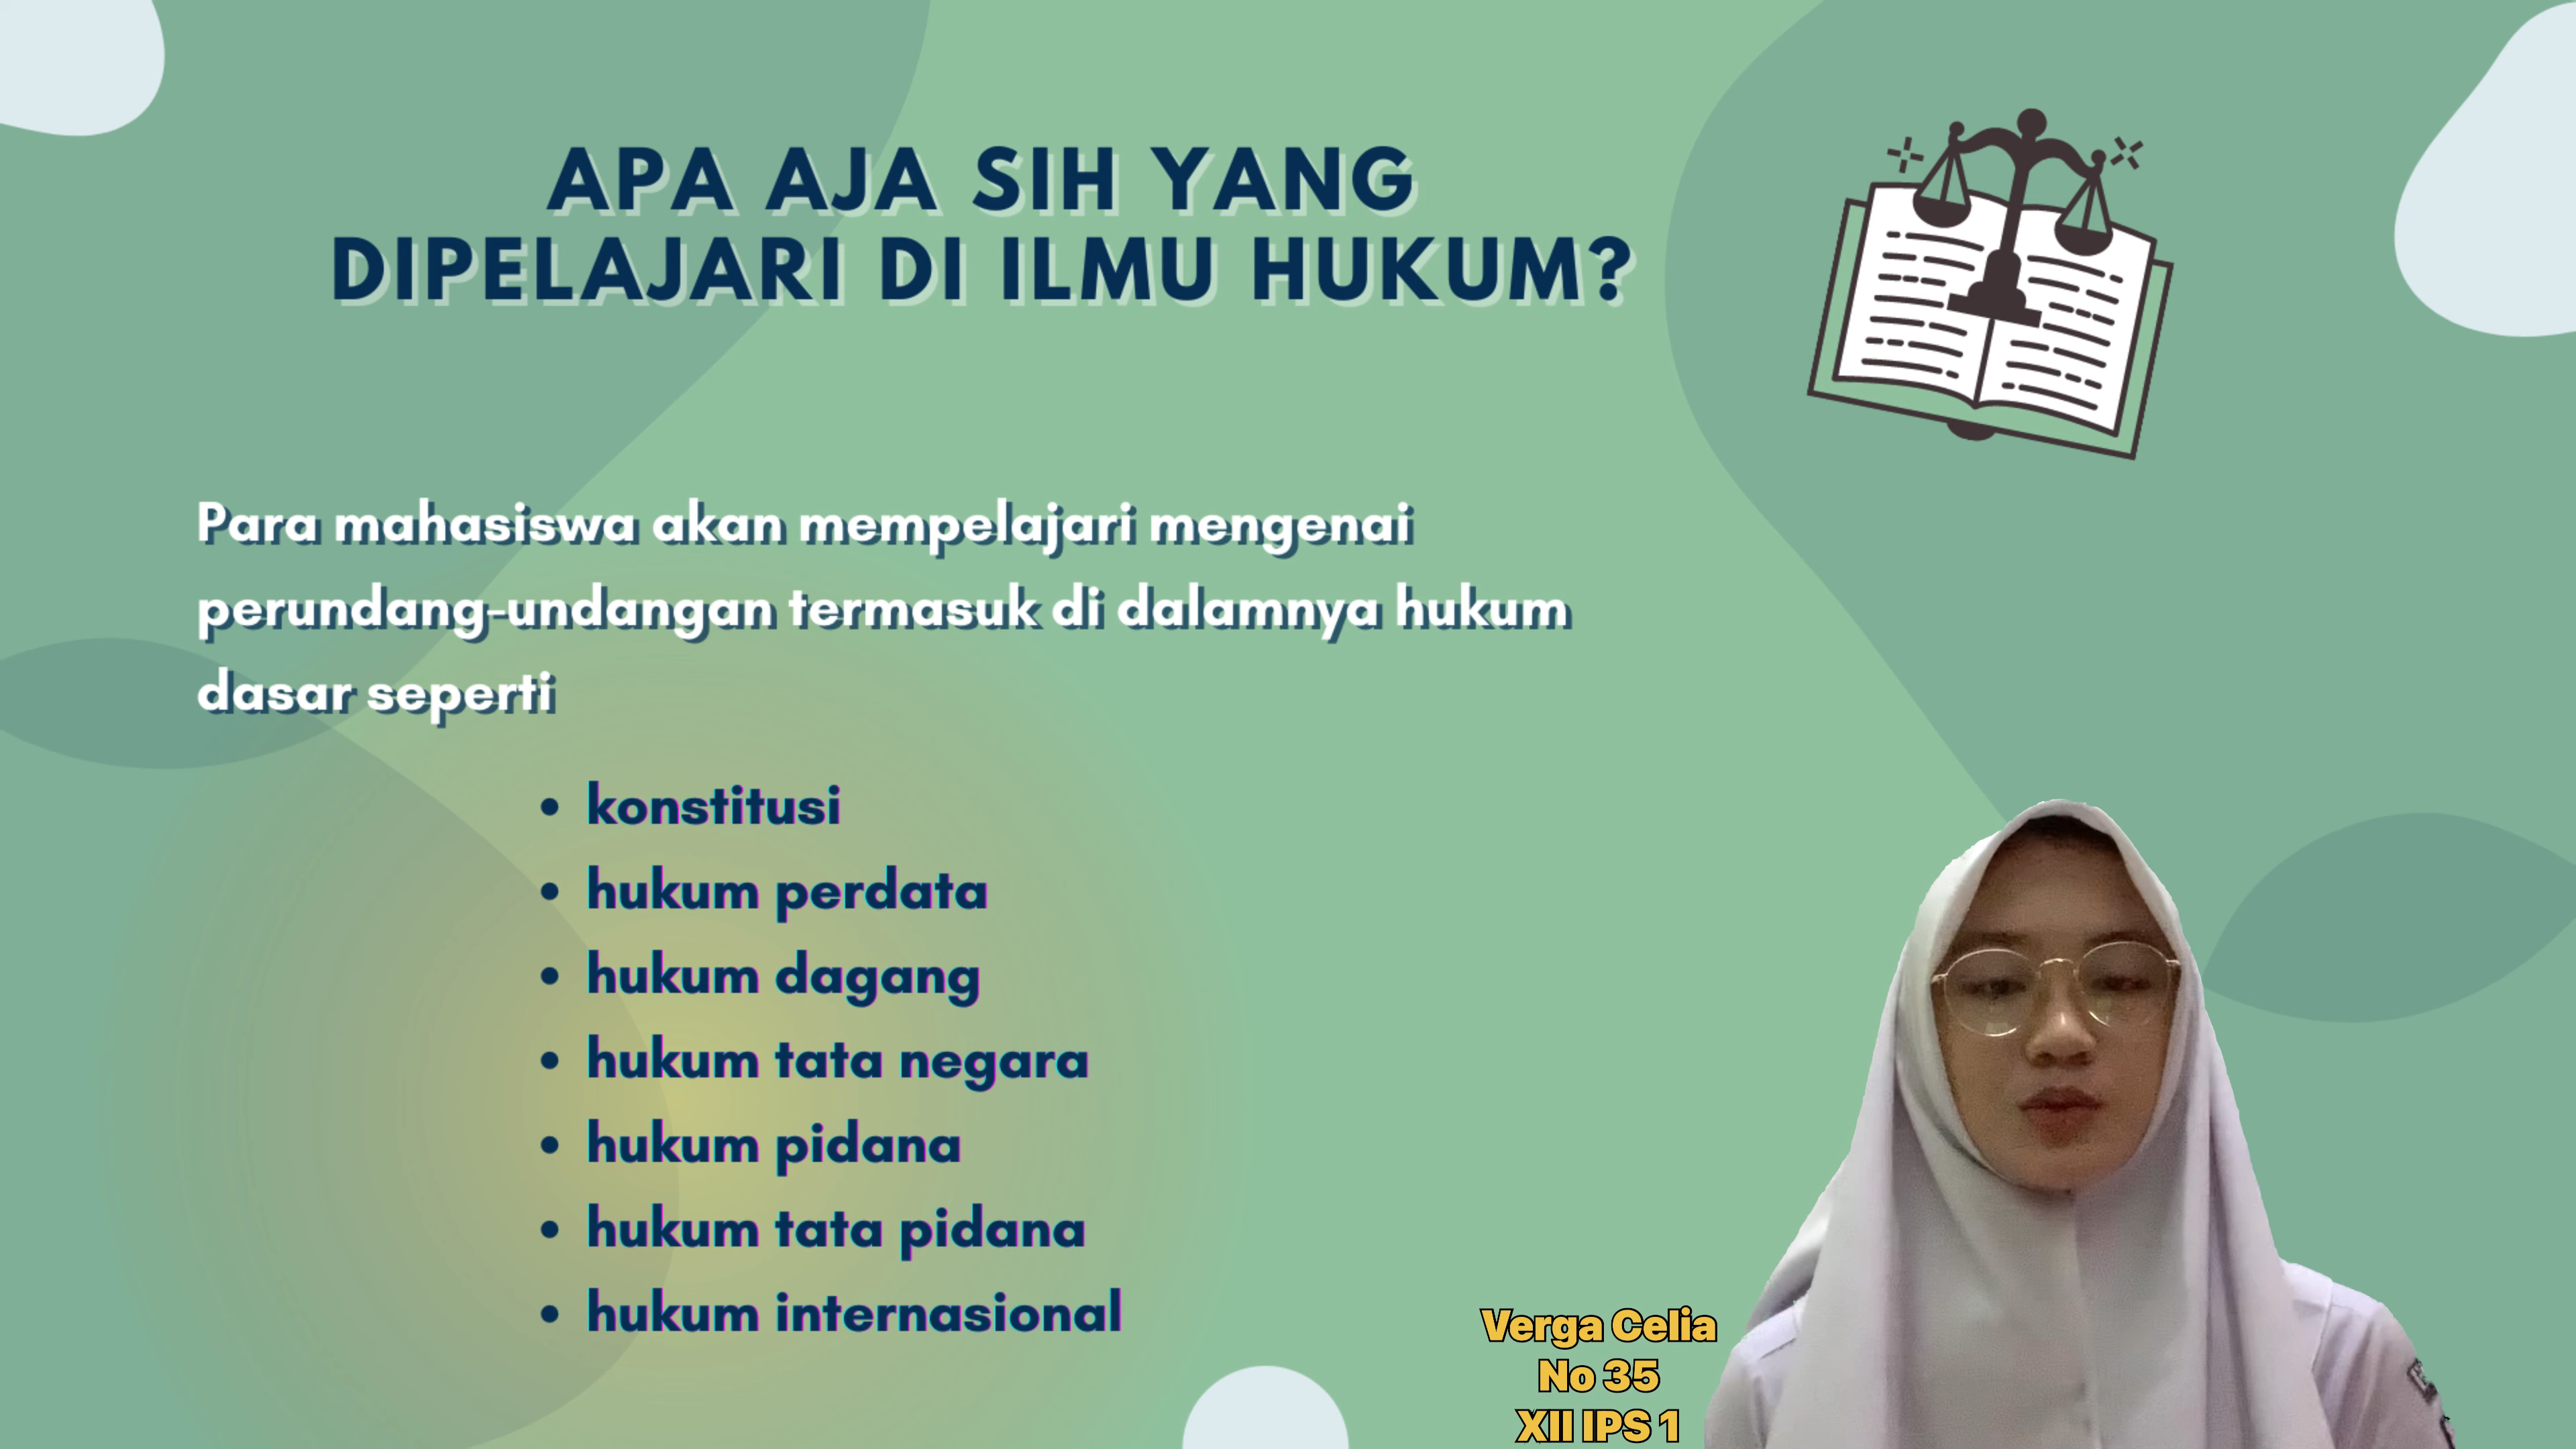 APA AJA SIH YANG
DIPELAJARI DI ILMU HUKUM?
Para mahasiswa akan mempelajari mengenai
perundang-undangan termasuk di dalamnya hukum
dasar seperti
• konstitusi
• hukum perdata
• hukum dagang
• hukum tata negara
• hukum pidana
• hukum tata pidana
• hukum internasional
Verga Celia
No 35
XII IPS 1